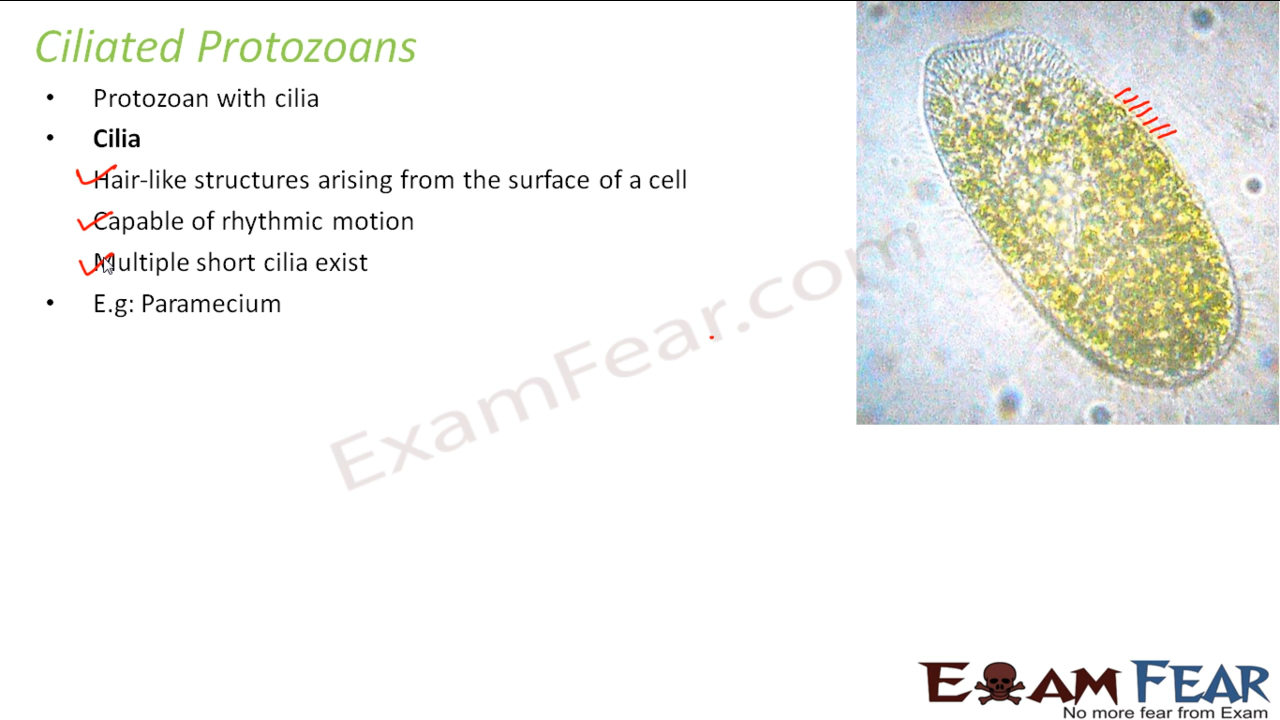 Ciliated Protozoans
• Protozoan with cilia
• Cilia
Hair-like structures arising from the surface of a cell
Capable of rhythmic motion
Multiple short cilia exist
• E.g: Paramecium
ExamFear.com
EXAM FEAR
No more fear from Exam